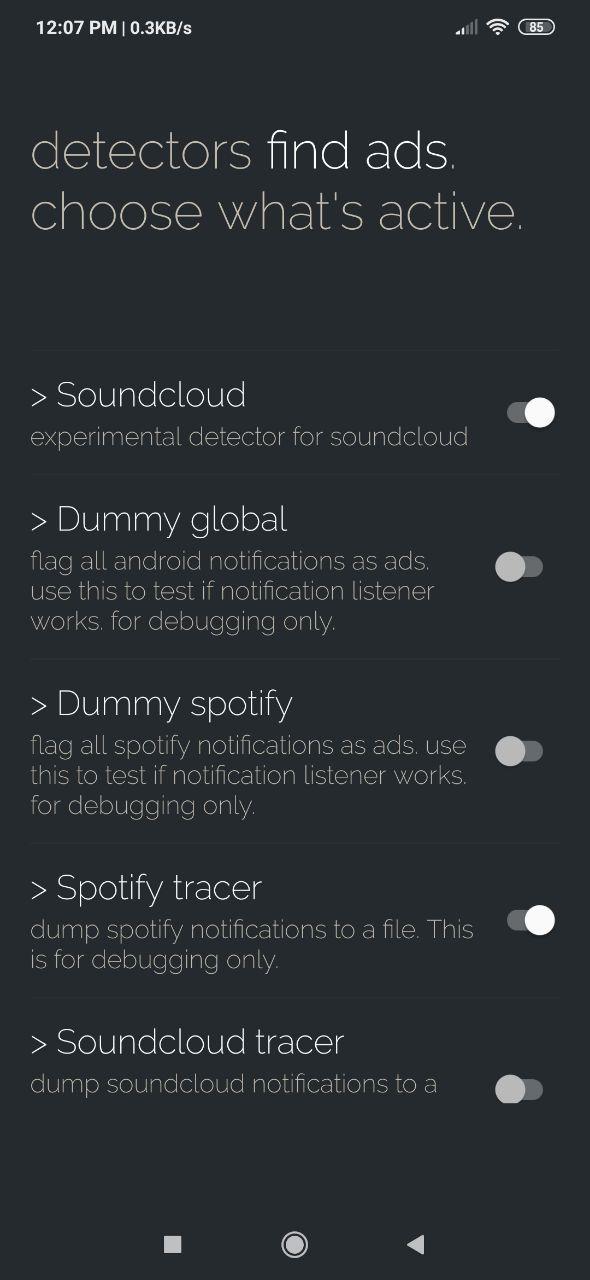 12:07 PM | 0.3KB/s
85
detectors find ads.
choose what's active.
> Soundcloud
experimental detector for soundcloud
> Dummy global
flag all android notifications as ads.
use this to test if notification listener
works. for debugging only.
> Dummy spotify
flag all spotify notifications as ads. use
this to test if notification listener works.
for debugging only.
> Spotify tracer
dump spotify notifications to a file. This
is for debugging only.
> Soundcloud tracer
dump soundcloud notifications to a